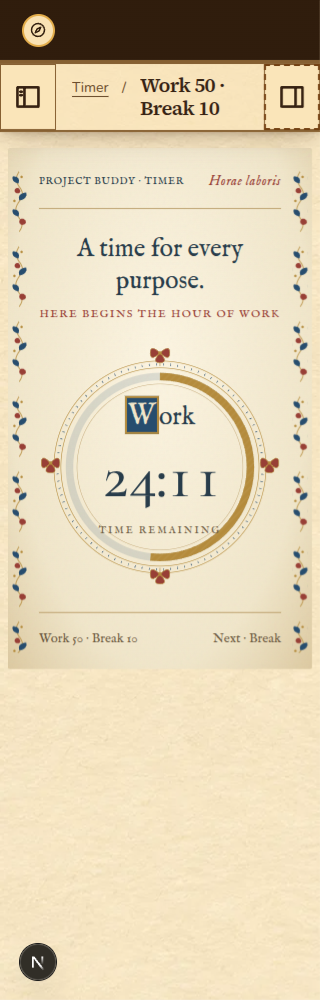 Timer / Work 50 ·
Break 10
PROJECT BUDDY · TIMER Horae laboris
A time for every
purpose.
HERE BEGINS THE HOUR OF WORK
Work
24:11
TIME REMAINING
Work 50 · Break 10 Next · Break
N